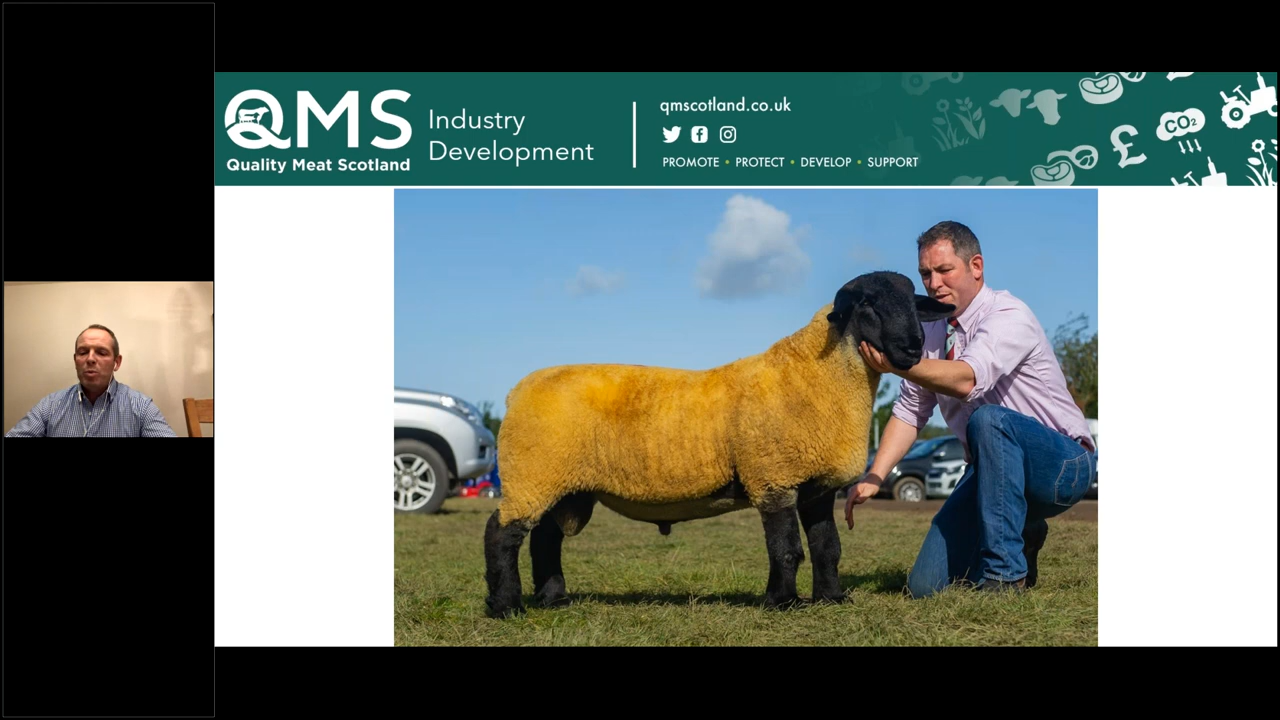 QMS
Quality Meat Scotland
Industry
Development
qmscotland.co.uk
PROMOTE • PROTECT • DEVELOP • SUPPORT
£
CO₂